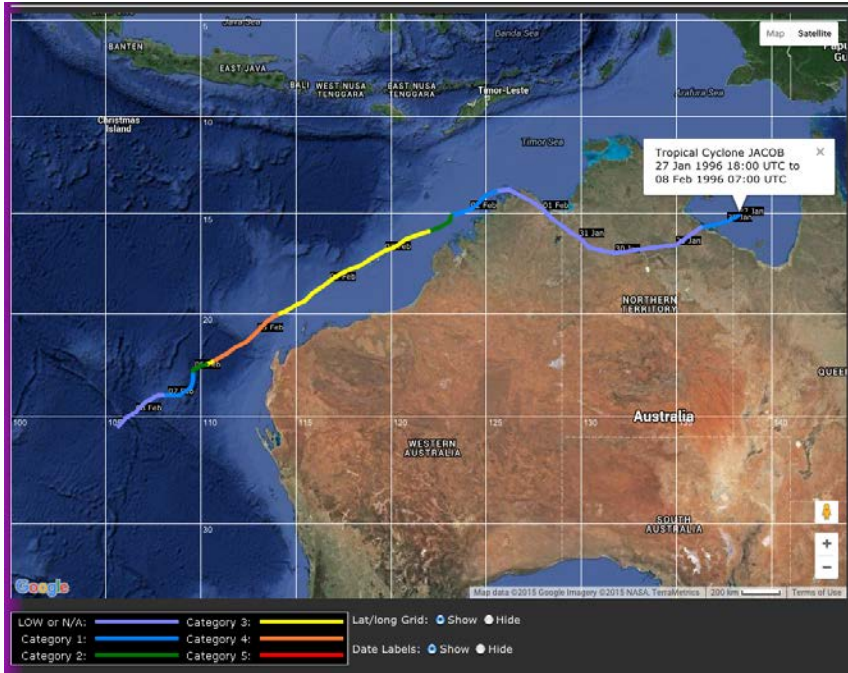 5
Java Sea
Banda Sea
BANTEN
EAST JAVA
BALI
WEST NUSA
TENGGARA
EAST NUSA
TENGGARA
Timor-Leste
Arafura Sea
Map
Satellite
Christmas
Island
10
Timor Sea
Tropical Cyclone JACOB
27 Jan 1996 18:00 UTC to
08 Feb 1996 07:00 UTC
×
15
01 Feb
31 Jan
30 Jan
NORTHERN
TERRITORY
20
QUEE
100
105
110
115
120
125
130
135
140
Australia
WESTERN
AUSTRALIA
SOUTH
AUSTRALIA
30
+
−
Google
Map data ©2015 Google Imagery ©2015 NASA, TerraMetrics
200 km
Terms of Use
LOW or N/A:
Category 3:
Category 1:
Category 4:
Category 2:
Category 5:
Lat/long Grid: Show Hide
Date Labels: Show Hide